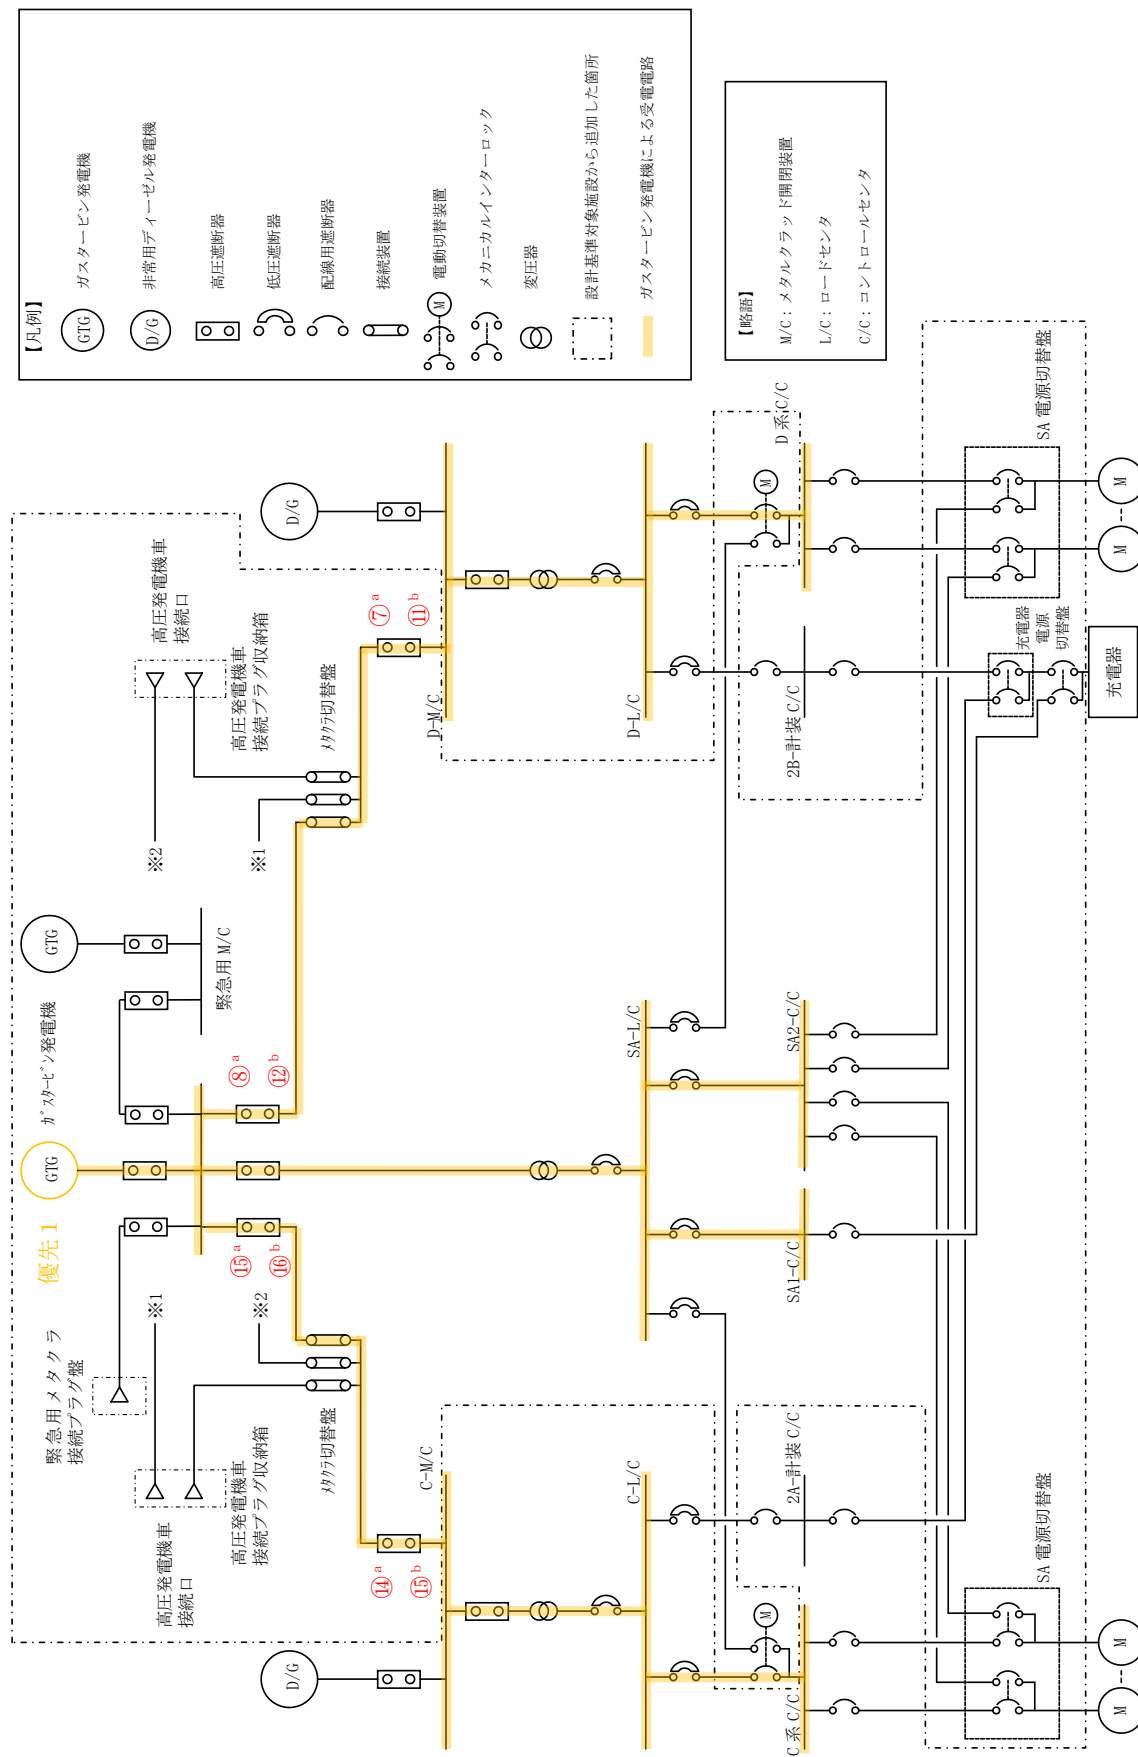 【凡例】
GTG ガスタービン発電機
D/G 非常用ディーゼル発電機
高圧遮断器
低圧遮断器
配線用遮断器
接続装置
M 電動切替装置
メカニカルインターロック
変圧器
設計基準対象施設から追加した箇所
ガスタービン発電機による受電電路
【略語】
M/C：メタルクラッド開閉装置
L/C：ロードセンタ
C/C：コントロールセンタ
優先 1
GTG
ガスタービン発電機
GTG
緊急用 M/C
緊急用メタクラ
接続プラグ盤
※1
※2
高圧発電機車
接続口
高圧発電機車
接続プラグ収納箱
メタクラ切替盤
⑮a
⑯b
⑧a
⑫b
⑭a
⑮b
⑦a
⑪b
※2
※1
高圧発電機車
接続口
高圧発電機車
接続プラグ収納箱
メタクラ切替盤
D/G
D/G
C-M/C
D-M/C
C-L/C
SA-L/C
D-L/C
M
M
C系 C/C
2A-計装 C/C
SA1-C/C
SA2-C/C
2B-計装 C/C
D系 C/C
SA 電源切替盤
SA 電源切替盤
充電器
電源
切替盤
充電器
M
M
M
M